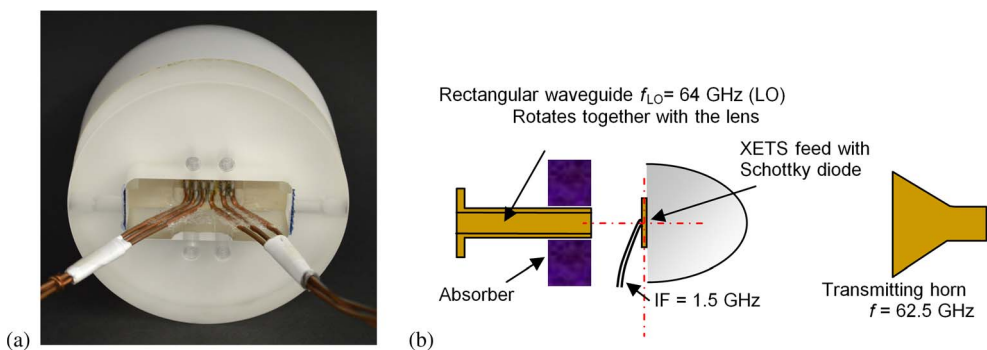 Rectangular waveguide fLO= 64 GHz (LO)
Rotates together with the lens
XETS feed with
Schottky diode
Absorber
IF = 1.5 GHz
Transmitting horn
f = 62.5 GHz
(a)
(b)